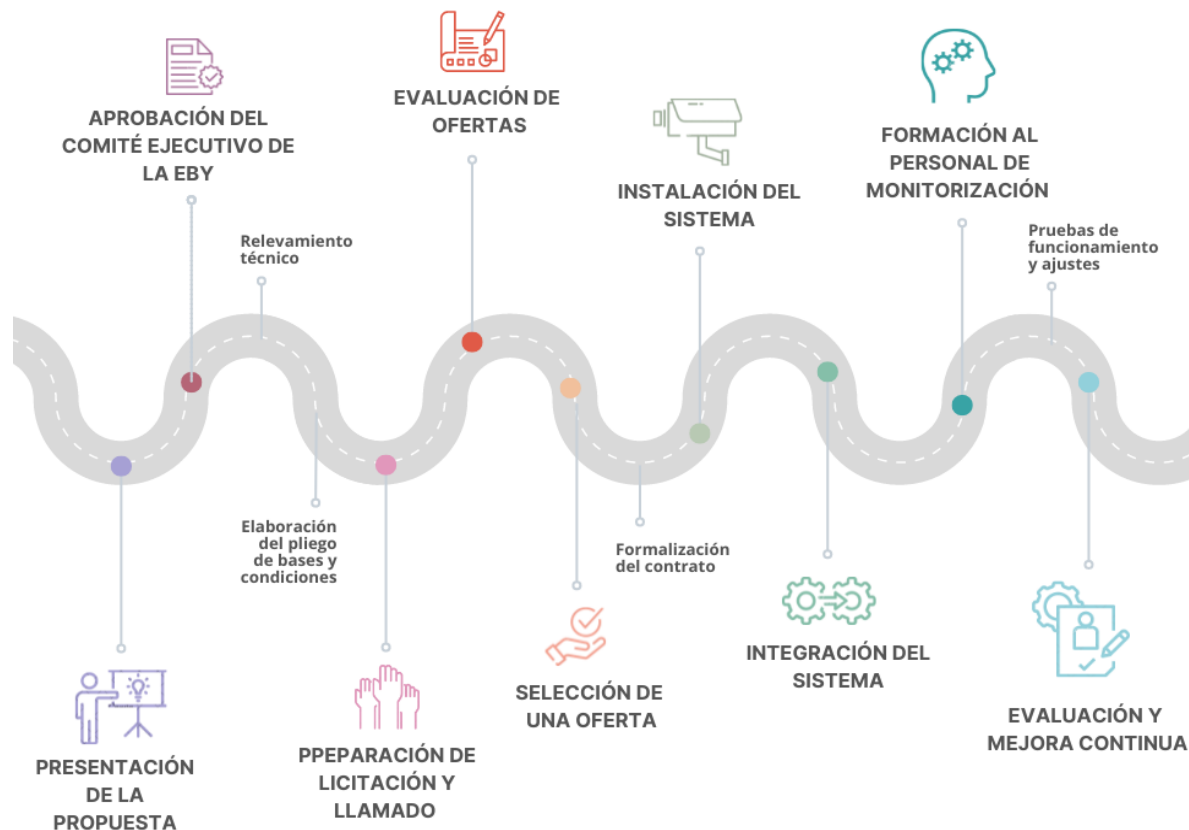 APROBACIÓN DEL
COMITÉ EJECUTIVO DE
LA EBY
EVALUACIÓN DE
OFERTAS
INSTALACIÓN DEL
SISTEMA
FORMACIÓN AL
PERSONAL DE
MONITORIZACIÓN
Relevamiento
técnico
Pruebas de
funcionamiento
y ajustes
Elaboración
del pliego
de bases y
condiciones
Formalización
del contrato
PRESENTACIÓN
DE LA
PROPUESTA
PPEPARACIÓN DE
LICITACIÓN Y
LLAMADO
SELECCIÓN DE
UNA OFERTA
INTEGRACIÓN DEL
SISTEMA
EVALUACIÓN Y
MEJORA CONTINUA